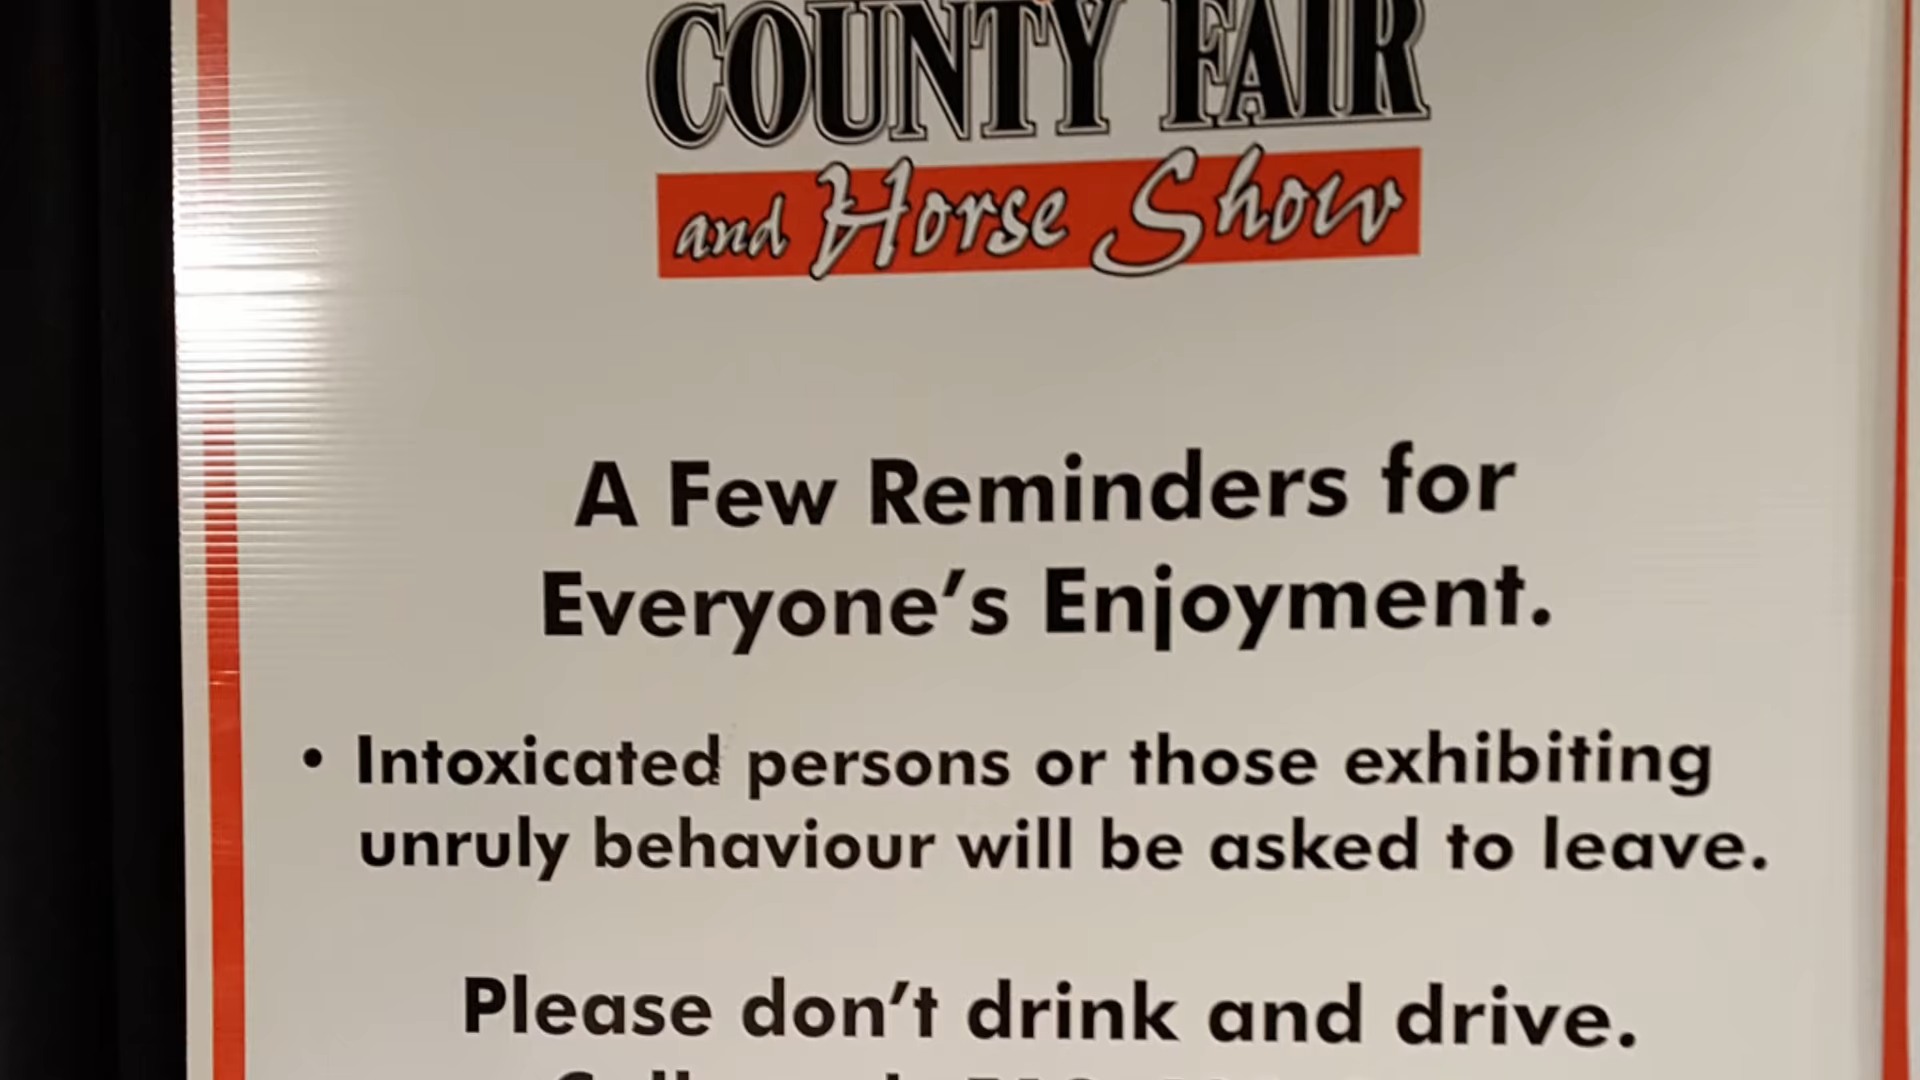 COUNTY FAIR
and Horse Show
A Few Reminders for
Everyone’s Enjoyment.
• Intoxicated persons or those exhibiting
unruly behaviour will be asked to leave.
Please don’t drink and drive.